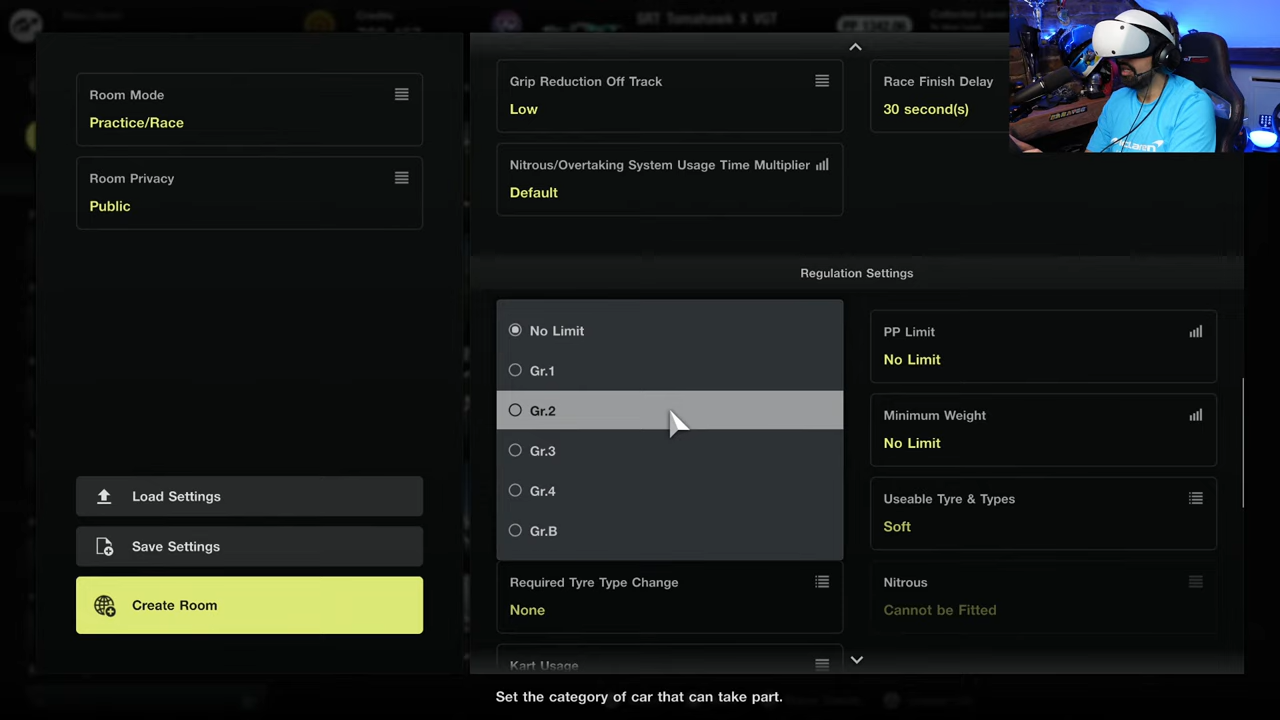 SRT Tomahawk X VGT
Room Mode
Practice/Race
Room Privacy
Public
Load Settings
Save Settings
Create Room
Grip Reduction Off Track
Low
Race Finish Delay
30 second(s)
Nitrous/Overtaking System Usage Time Multiplier
Default
Regulation Settings
No Limit
Gr.1
Gr.2
Gr.3
Gr.4
Gr.B
PP Limit
No Limit
Minimum Weight
No Limit
Useable Tyre & Types
Soft
Required Tyre Type Change
None
Nitrous
Cannot be Fitted
Kart Usage
Set the category of car that can take part.